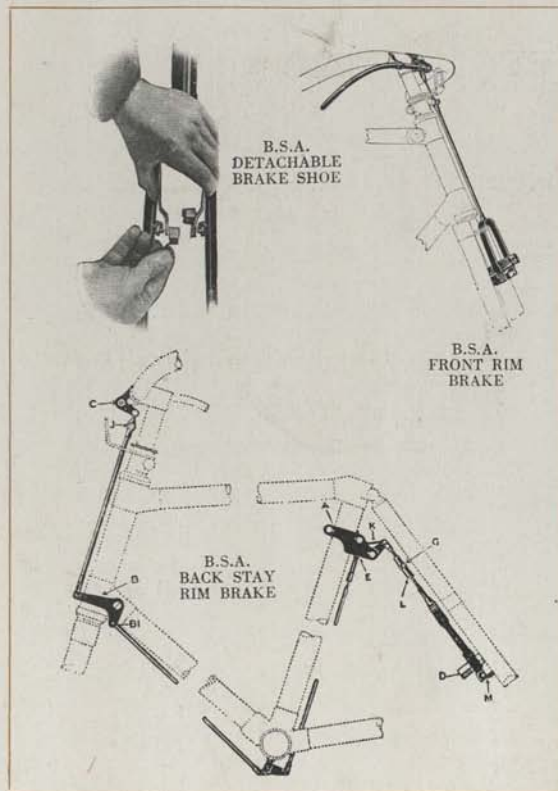 B.S.A.
DETACHABLE
BRAKE SHOE
B.S.A.
FRONT RIM
BRAKE
C
J
A
K
G
E
B.S.A.
BACK STAY
RIM BRAKE
B
L
B1
D
M